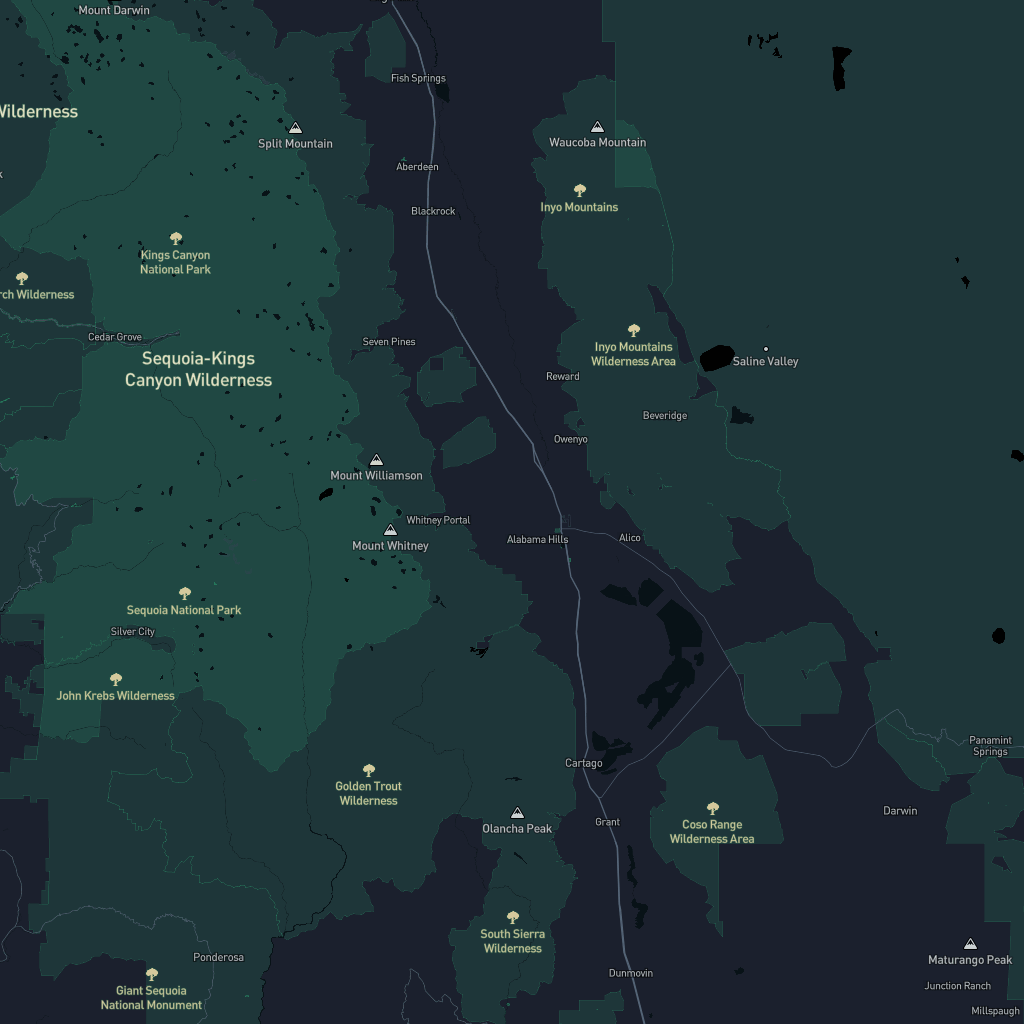 Mount Darwin
Fish Springs
Wilderness
Split Mountain
Waucoba Mountain
Aberdeen
Blackrock
Inyo Mountains
Kings Canyon
National Park
rch Wilderness
Cedar Grove
Seven Pines
Inyo Mountains
Wilderness Area
Saline Valley
Sequoia-Kings
Canyon Wilderness
Reward
Beveridge
Owenyo
Mount Williamson
Whitney Portal
Mount Whitney
Alabama Hills
Alico
Sequoia National Park
Silver City
John Krebs Wilderness
Panamint
Springs
Cartago
Golden Trout
Wilderness
Olancha Peak
Grant
Coso Range
Wilderness Area
Darwin
South Sierra
Wilderness
Ponderosa
Dunmovin
Maturango Peak
Giant Sequoia
National Monument
Junction Ranch
Millspaugh